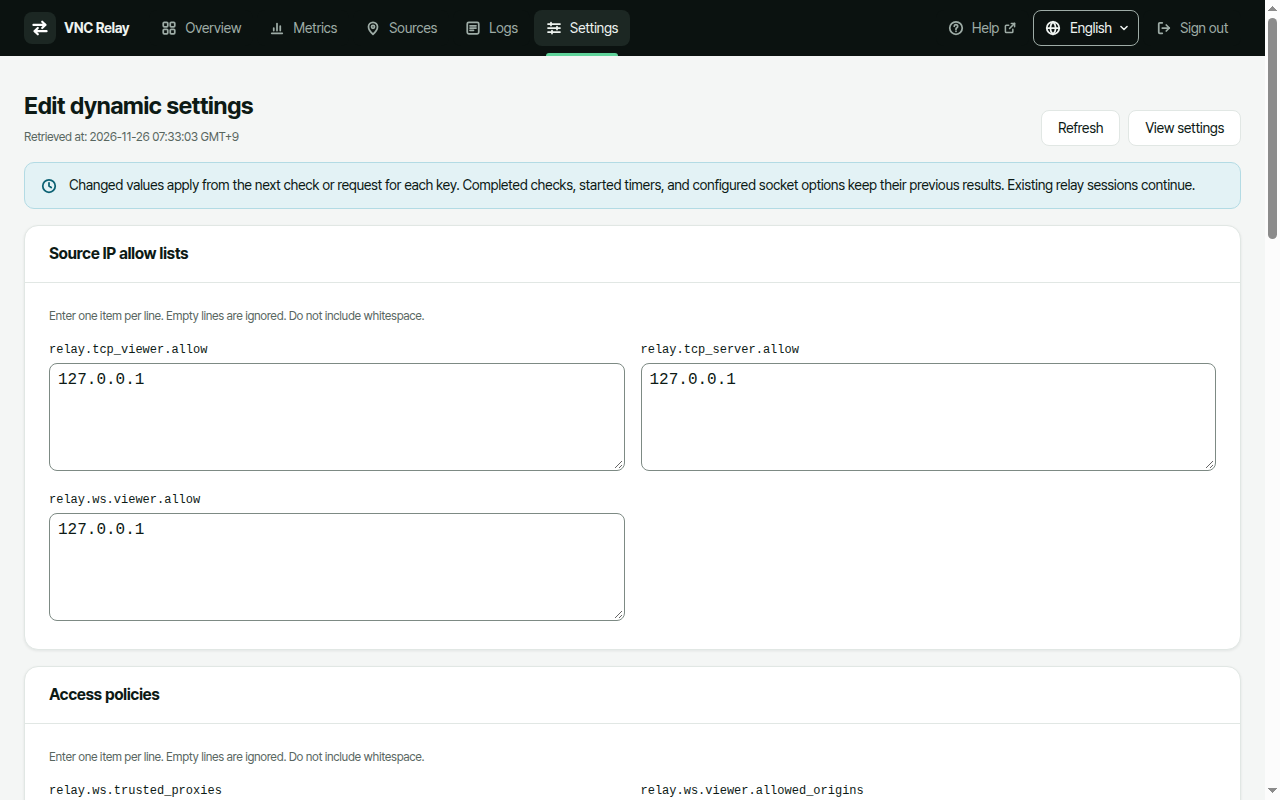 VNC Relay Overview Metrics Sources Logs Settings Help English Sign out
Edit dynamic settings
Retrieved at: 2026-11-26 07:33:03 GMT+9
Refresh View settings
Changed values apply from the next check or request for each key. Completed checks, started timers, and configured socket options keep their previous results. Existing relay sessions continue.
Source IP allow lists
Enter one item per line. Empty lines are ignored. Do not include whitespace.
relay.tcp_viewer.allow relay.tcp_server.allow
127.0.0.1 127.0.0.1
relay.ws.viewer.allow
127.0.0.1
Access policies
Enter one item per line. Empty lines are ignored. Do not include whitespace.
relay.ws.trusted_proxies relay.ws.viewer.allowed_origins